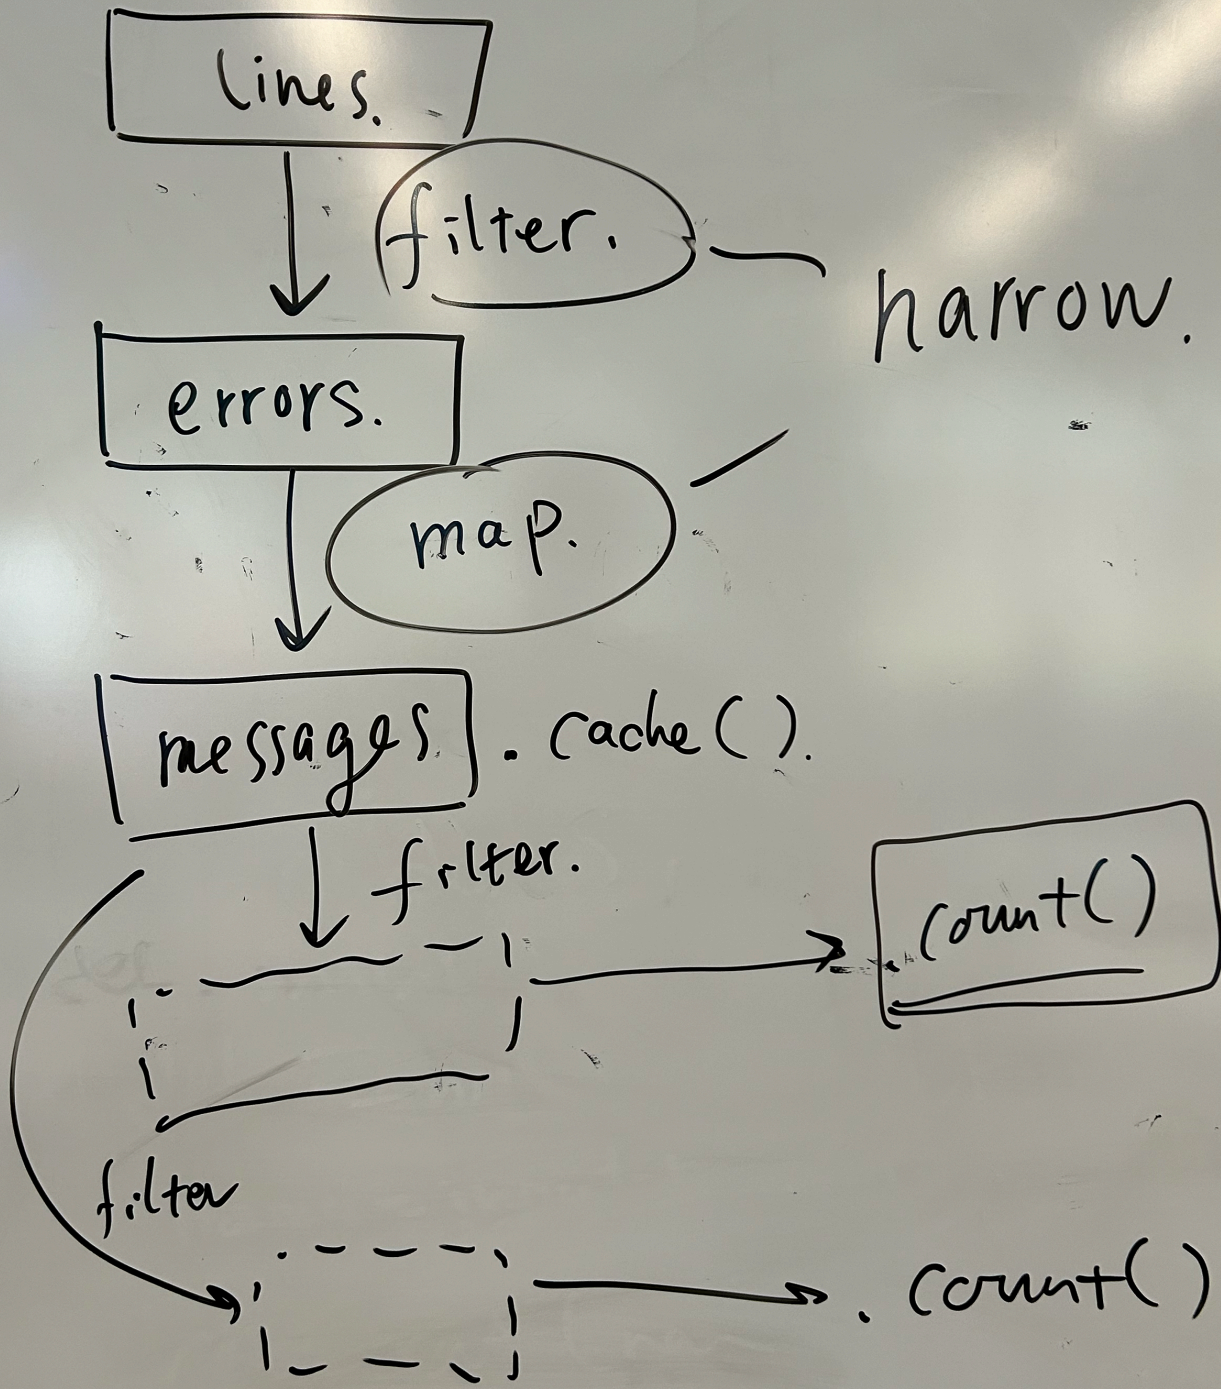 lines.
filter.
narrow.
errors.
map.
messages. .cache().
filter.
.count()
filter
.count()